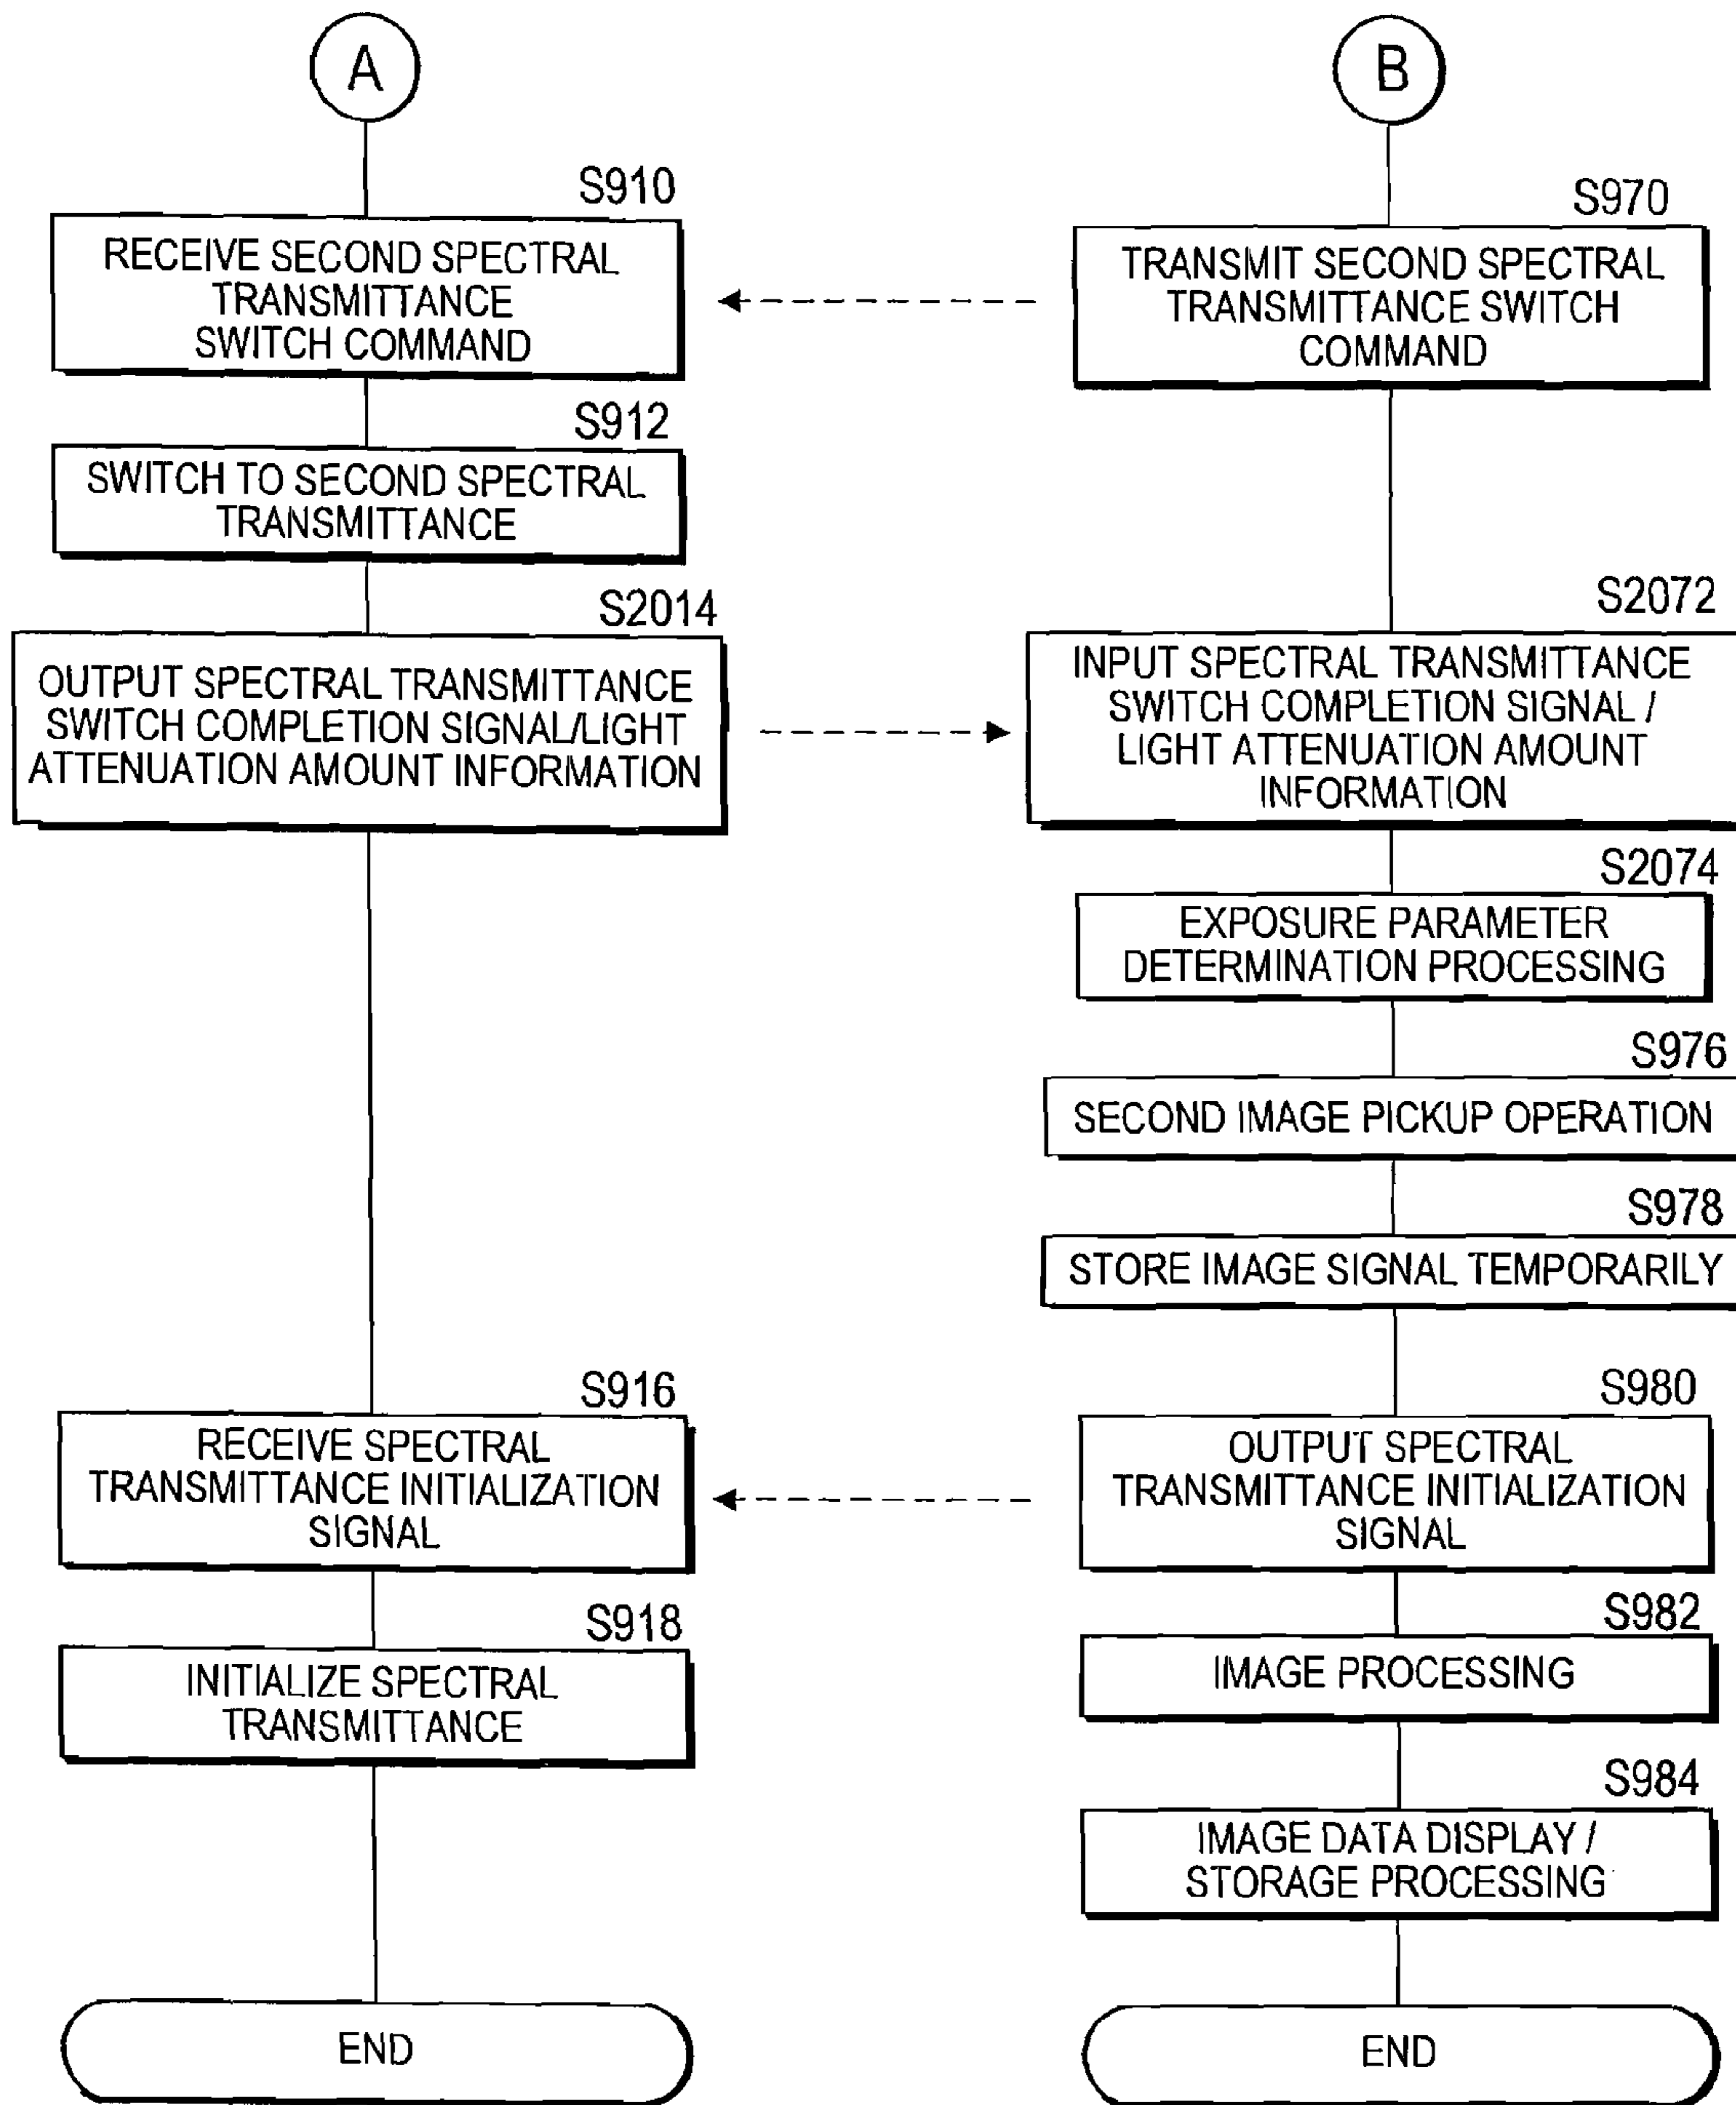 A
S910
RECEIVE SECOND SPECTRAL
TRANSMITTANCE
SWITCH COMMAND
S912
SWITCH TO SECOND SPECTRAL
TRANSMITTANCE
S2014
OUTPUT SPECTRAL TRANSMITTANCE
SWITCH COMPLETION SIGNAL/LIGHT
ATTENUATION AMOUNT INFORMATION
S916
RECEIVE SPECTRAL
TRANSMITTANCE INITIALIZATION
SIGNAL
S918
INITIALIZE SPECTRAL
TRANSMITTANCE
END
B
S970
TRANSMIT SECOND SPECTRAL
TRANSMITTANCE SWITCH
COMMAND
S2072
INPUT SPECTRAL TRANSMITTANCE
SWITCH COMPLETION SIGNAL /
LIGHT ATTENUATION AMOUNT
INFORMATION
S2074
EXPOSURE PARAMETER
DETERMINATION PROCESSING
S976
SECOND IMAGE PICKUP OPERATION
S978
STORE IMAGE SIGNAL TEMPORARILY
S980
OUTPUT SPECTRAL
TRANSMITTANCE INITIALIZATION
SIGNAL
S982
IMAGE PROCESSING
S984
IMAGE DATA DISPLAY /
STORAGE PROCESSING
END